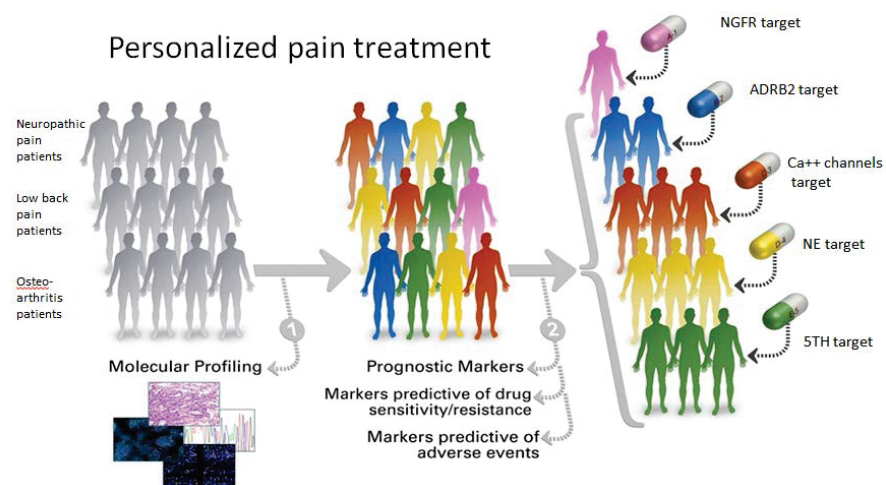 Personalized pain treatment
Neuropathic
pain
patients
Low back
pain
patients
Osteo-
arthritis
patients
1
Molecular Profiling
2
Prognostic Markers
Markers predictive of drug
sensitivity/resistance
Markers predictive of
adverse events
NGFR target
ADRB2 target
Ca++ channels
target
NE target
5TH target